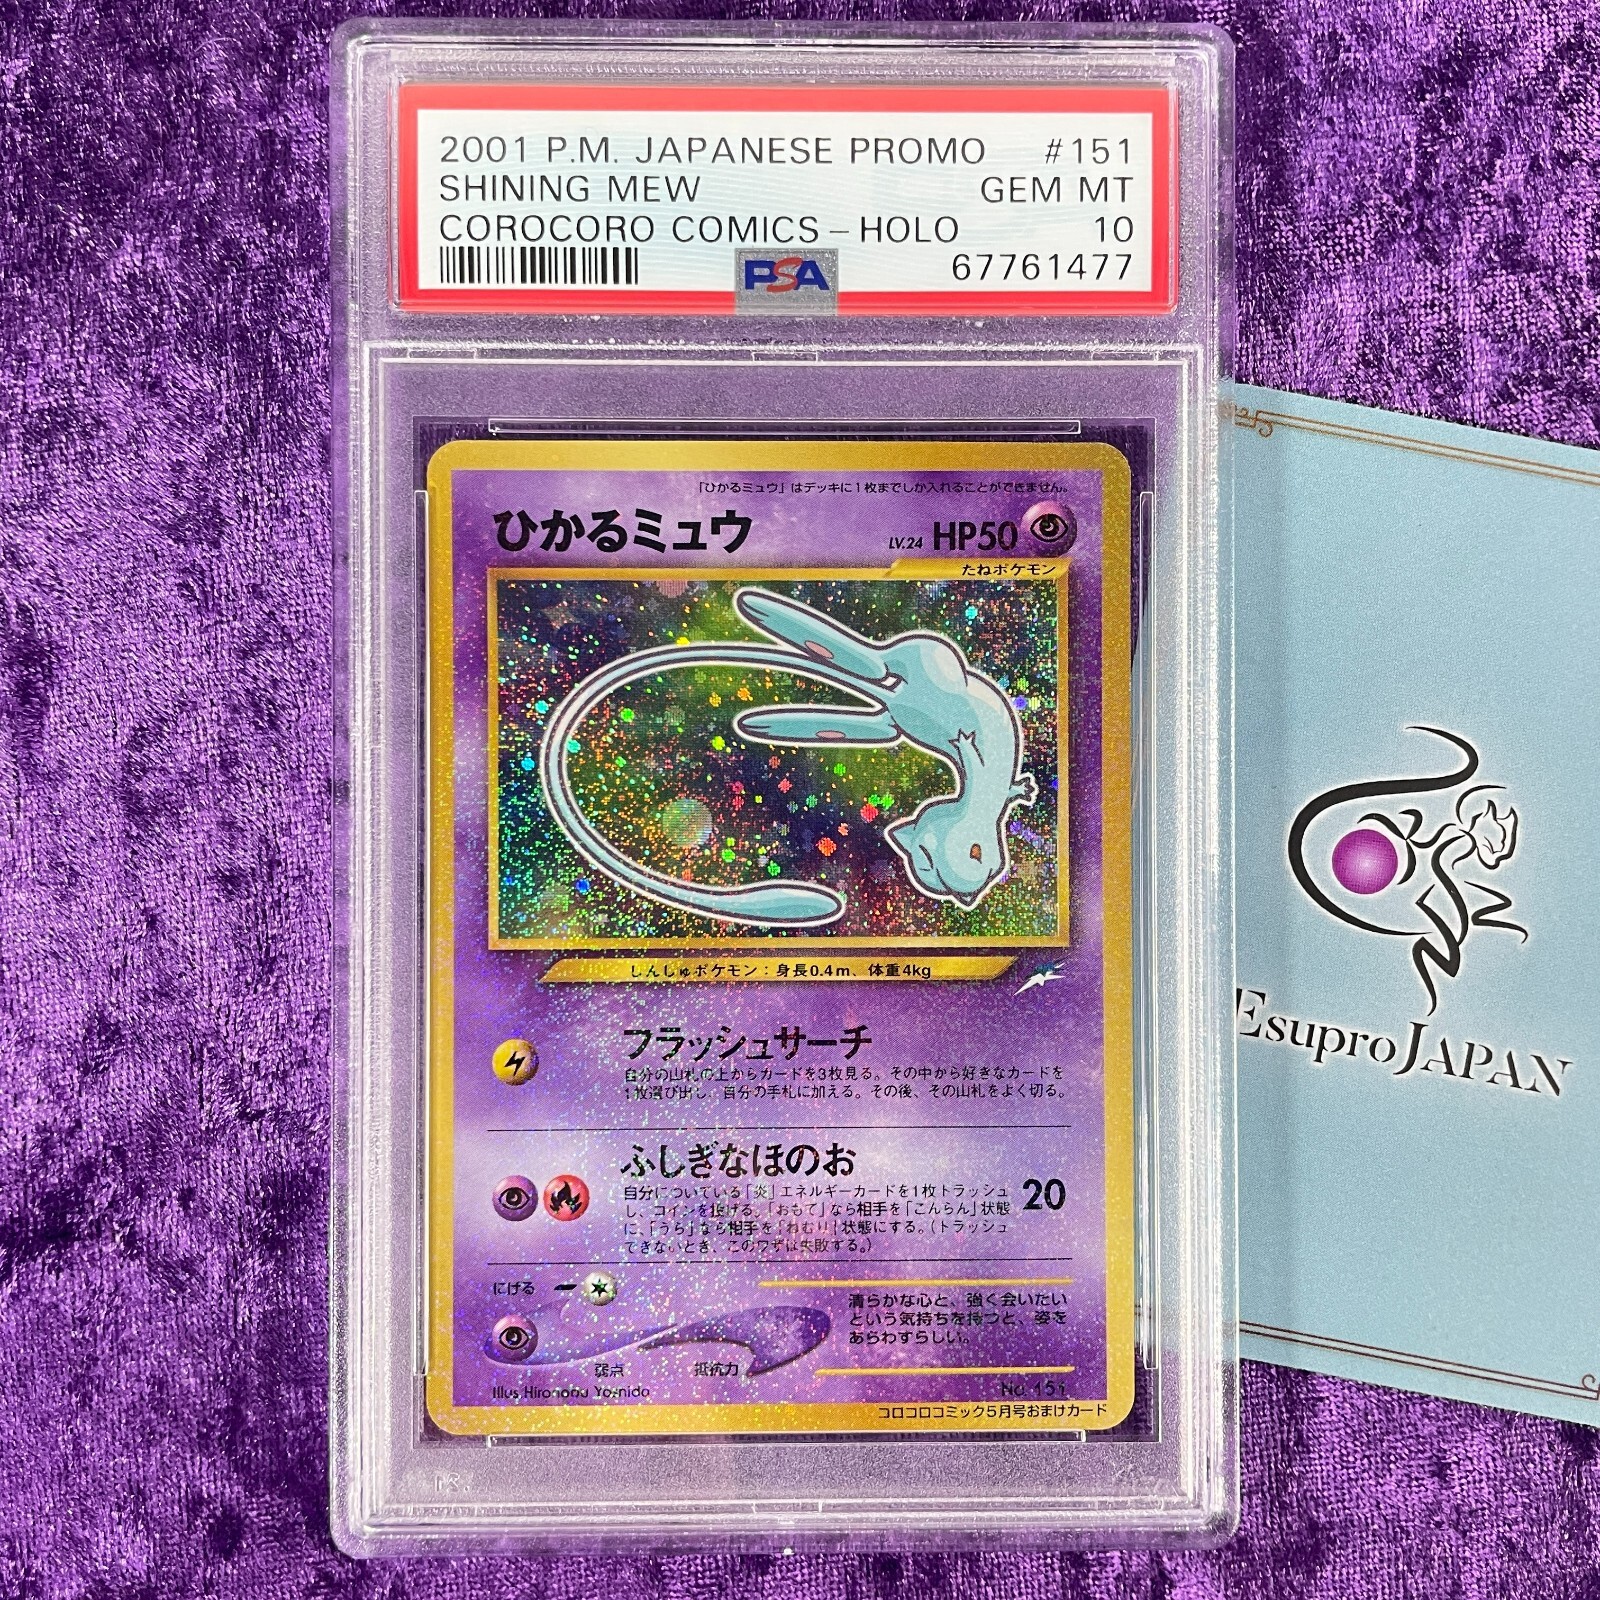 2001 P.M. JAPANESE PROMO #151
SHINING MEW GEM MT
COROCORO COMICS-HOLO 10
PSA 67761477
「ひかるミュウ」はデッキに1枚までしか入れることができません。
ひかるミュウ LV.24 HP50
たねポケモン
しんしゅポケモン：身長0.4m、体重4kg
フラッシュサーチ
自分の山札の上からカードを3枚見る。その中から好きなカードを
1枚選び出し、自分の手札に加える。その後、その山札をよく切る。
ふしぎなほのお
自分についている「炎」エネルギーカードを1枚トラッシュ 20
し、コインを投げる。「おもて」なら相手を「こんらん」状態
に、「うら」なら相手を「ねむり」状態にする。（トラッシュ
できないとき、このワザは失敗する。）
にげる
清らかな心と、強く会いたい
という気持ちを持つと、姿を
あらわすらしい。
弱点 抵抗力
Illus. Hironobu Yoshida No. 151
コロコロコミック5月号おまけカード
EsuproJAPAN